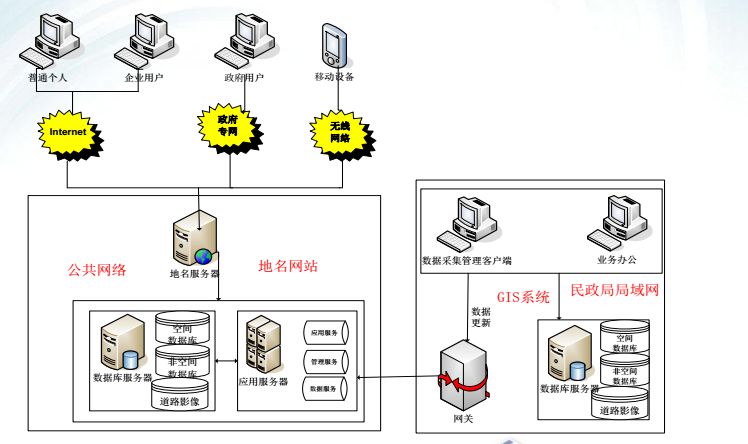 普通个人
企业用户
政府用户
移动设备
Internet
政府
专网
无线
网络
公共网络
地名服务器
地名网站
空间
数据库
非空间
数据库
道路影像
数据库服务器
应用服务器
应用服务
管理服务
数据服务
数据采集管理客户端
业务办公
GIS系统
民政局局域网
数据
更新
网关
数据库服务器
空间
数据库
非空间
数据库
道路影像